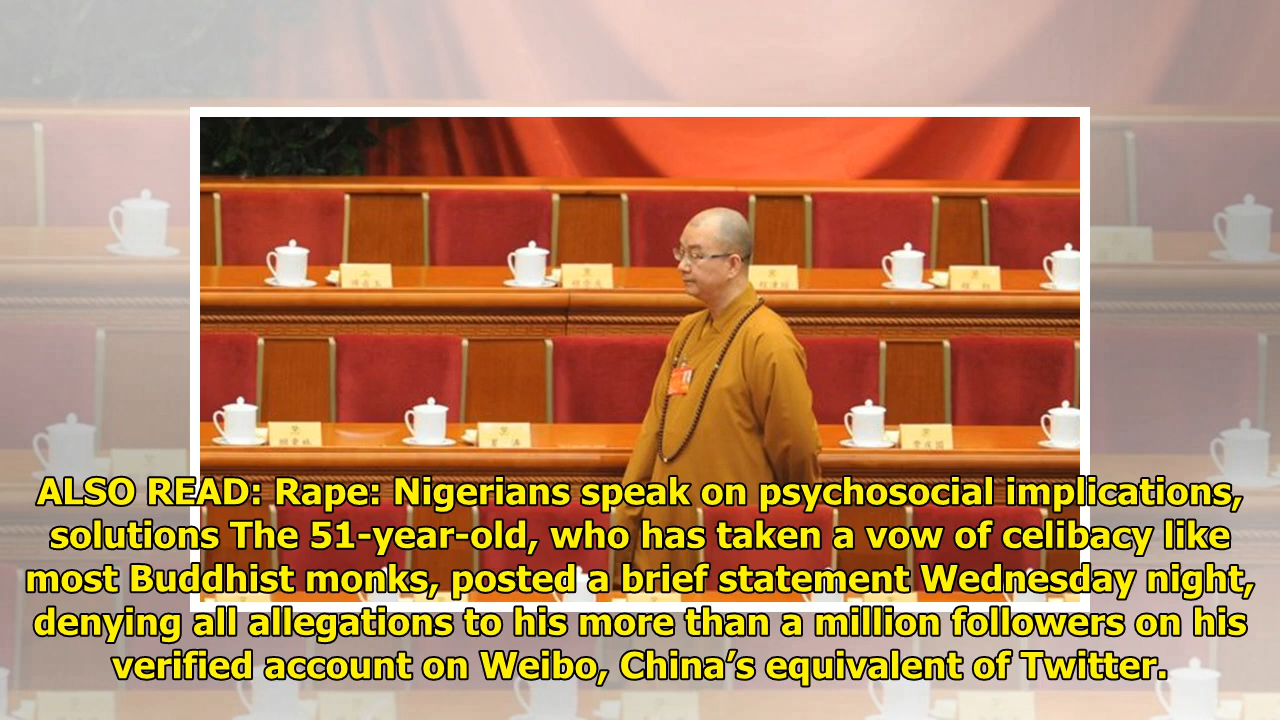 ALSO READ: Rape: Nigerians speak on psychosocial implications,
solutions The 51-year-old, who has taken a vow of celibacy like
most Buddhist monks, posted a brief statement Wednesday night,
denying all allegations to his more than a million followers on his
verified account on Weibo, China’s equivalent of Twitter.